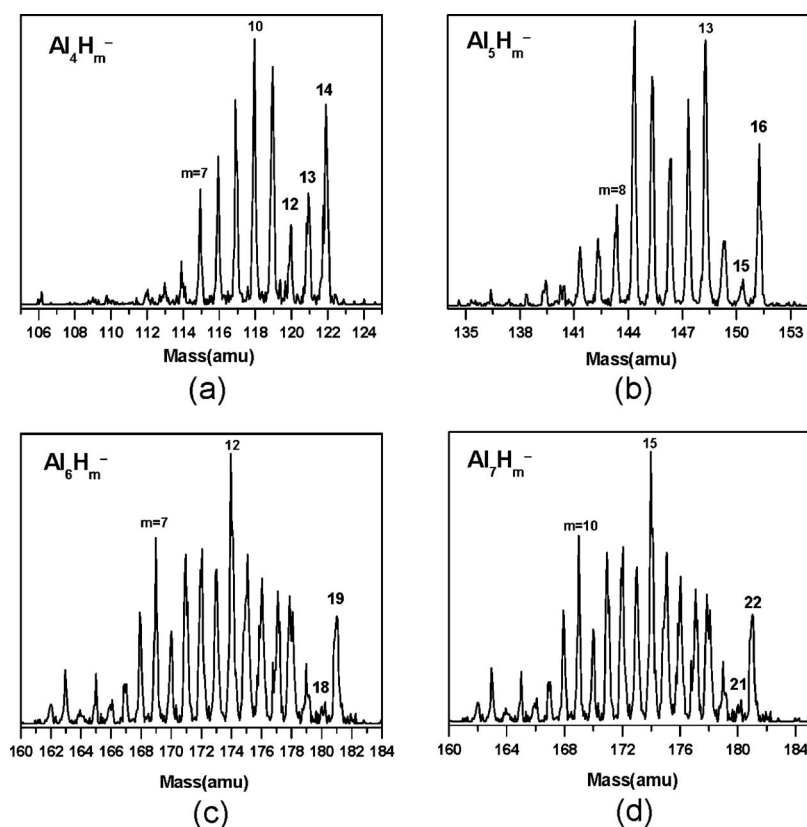 Al₄Hₘ⁻
10
14
m=7
13
12
106 108 110 112 114 116 118 120 122 124
Mass(amu)
(a)
Al₅Hₘ⁻
13
16
m=8
15
135 138 141 144 147 150 153
Mass(amu)
(b)
Al₆Hₘ⁻
12
m=7
19
18
160 162 164 166 168 170 172 174 176 178 180 182 184
Mass(amu)
(c)
Al₇Hₘ⁻
15
m=10
22
21
160 164 168 172 176 180 184
Mass(amu)
(d)